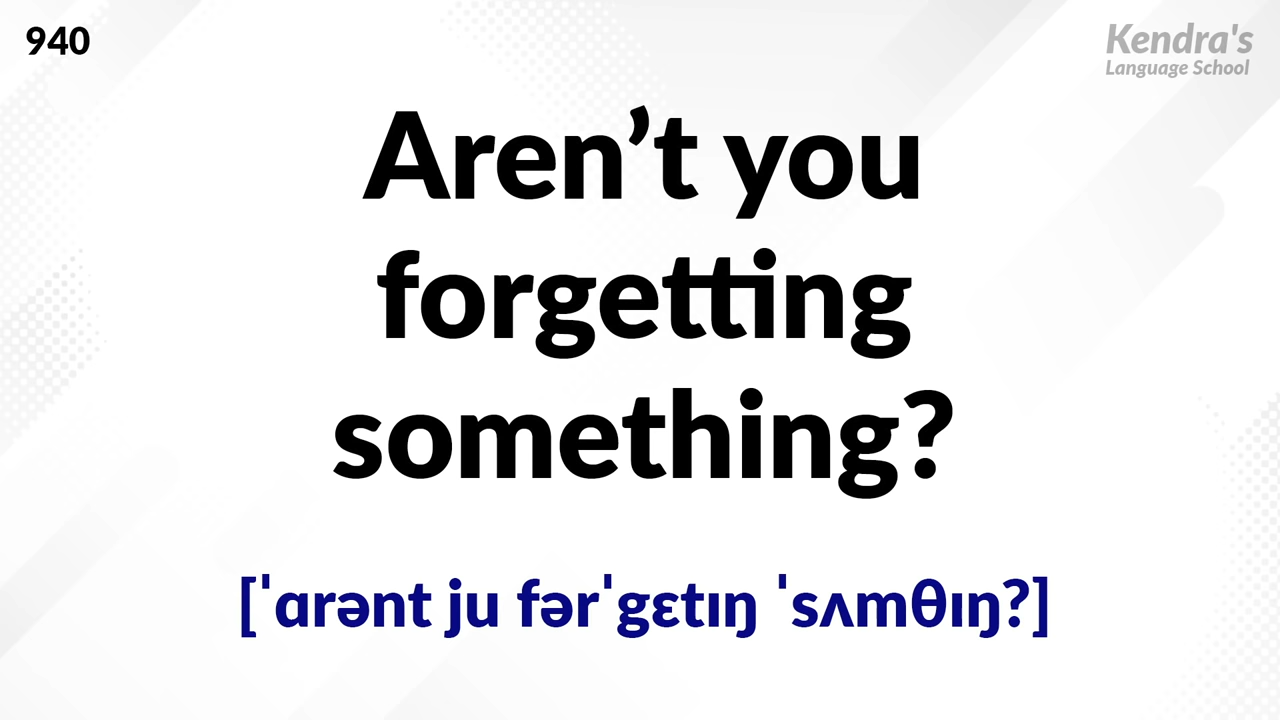 940
Kendra's
Language School
Aren’t you
forgetting
something?
[ˈɑrənt ju fərˈgɛtɪŋ ˈsʌmθɪŋ?]